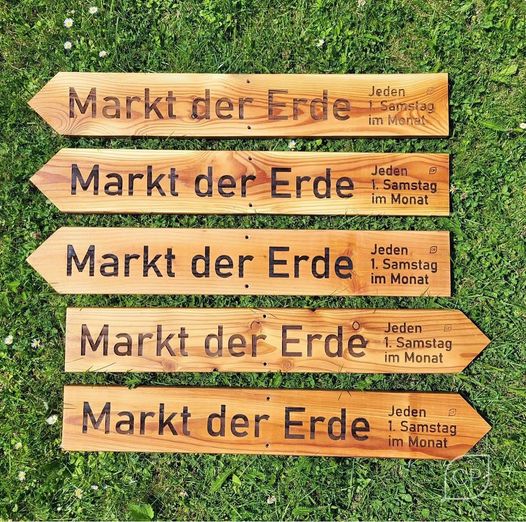 Markt der Erde
Jeden
1. Samstag
im Monat
Markt der Erde
Jeden
1. Samstag
im Monat
Markt der Erde
Jeden
1. Samstag
im Monat
Markt der Erde
Jeden
1. Samstag
im Monat
Markt der Erde
Jeden
1. Samstag
im Monat